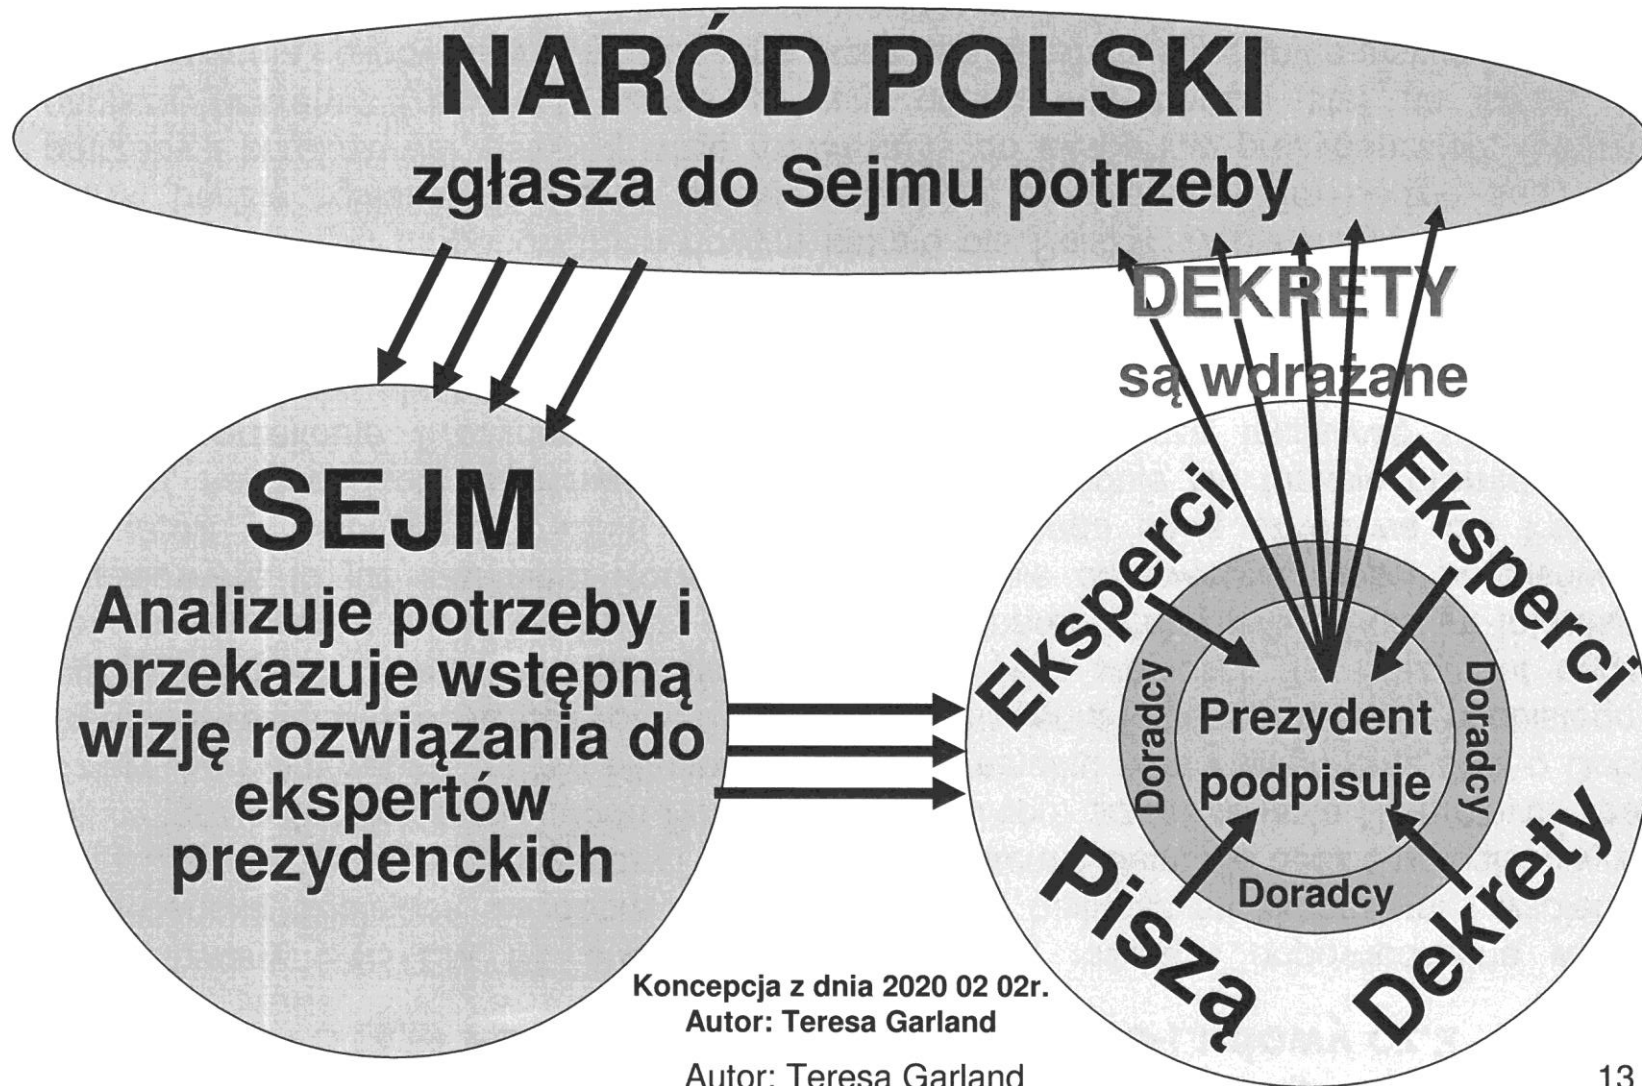 NARÓD POLSKI
zgłasza do Sejmu potrzeby
DEKRETY
są wdrażane
SEJM
Analizuje potrzeby i
przekazuje wstępną
wizję rozwiązania do
ekspertów
prezydenckich
Eksperci
Eksperci
Doradcy
Doradcy
Prezydent
podpisuje
Doradcy
Piszą
Dekrety
Koncepcja z dnia 2020 02 02r.
Autor: Teresa Garland
Autor: Teresa Garland
13